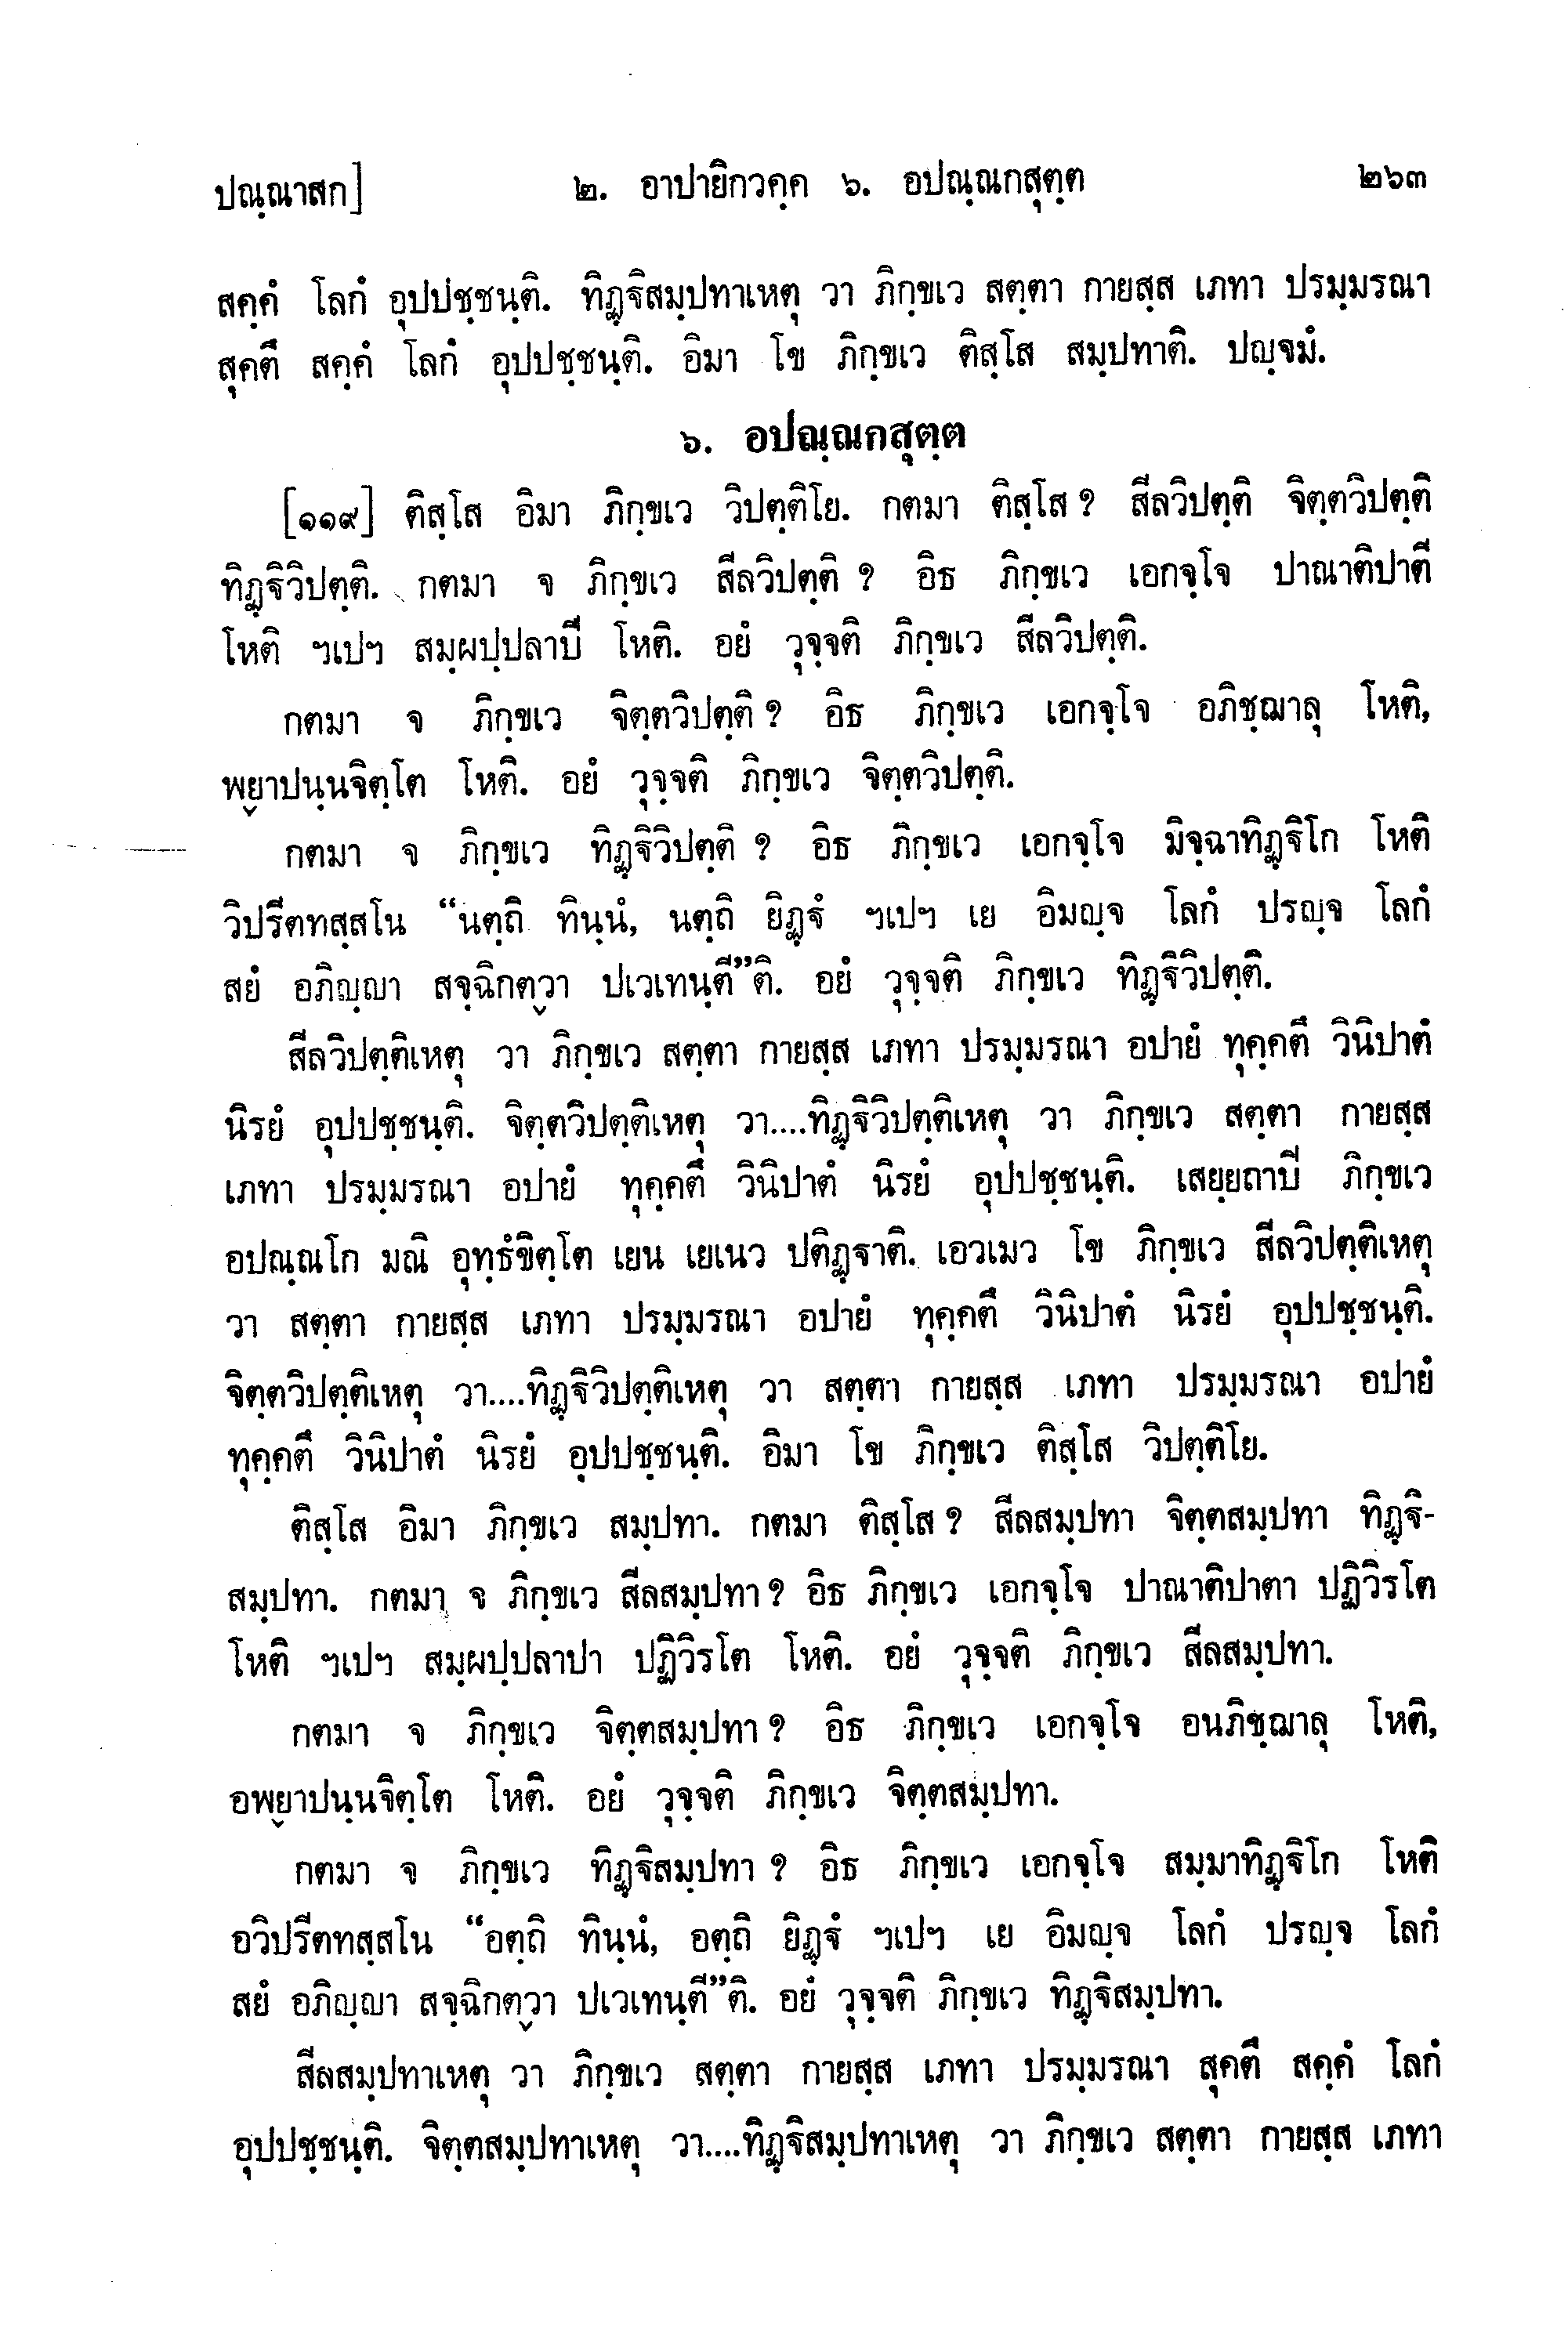 ปณฺณาสก] ๒. อาปายิกวคฺค ๖. อปณฺณกสุตฺต ๒๖๓
สคฺคํ โลกํ อุปปชฺชนฺติ. ทิฏฺฐิสมฺปทาเหตุ วา ภิกฺขเว สตฺตา กายสฺส เภทา ปรมฺมรณา
สุคตึ สคฺคํ โลกํ อุปปชฺชนฺติ. อิมา โข ภิกฺขเว ติสฺโส สมฺปทาติ. ปญฺจมํ.
๖. อปณฺณกสุตฺต
[๑๑๙] ติสฺโส อิมา ภิกฺขเว วิปตฺติโย. กตมา ติสฺโส ? สีลวิปตฺติ จิตฺตวิปตฺติ
ทิฏฺฐิวิปตฺติ. กตมา จ ภิกฺขเว สีลวิปตฺติ ? อิธ ภิกฺขเว เอกจฺโจ ปาณาติปาตี
โหติ ฯเปฯ สมฺผปฺปลาปี โหติ. อยํ วุจฺจติ ภิกฺขเว สีลวิปตฺติ.
กตมา จ ภิกฺขเว จิตฺตวิปตฺติ ? อิธ ภิกฺขเว เอกจฺโจ อภิชฺฌาลุ โหติ,
พฺยาปนฺนจิตฺโต โหติ. อยํ วุจฺจติ ภิกฺขเว จิตฺตวิปตฺติ.
กตมา จ ภิกฺขเว ทิฏฺฐิวิปตฺติ ? อิธ ภิกฺขเว เอกจฺโจ มิจฺฉาทิฏฺฐิโก โหติ
วิปรีตทสฺสโน “นตฺถิ ทินฺนํ, นตฺถิ ยิฏฺฐํ ฯเปฯ เย อิมญฺจ โลกํ ปรญฺจ โลกํ
สยํ อภิญฺญา สจฺฉิกตฺวา ปเวเทนฺตี”ติ. อยํ วุจฺจติ ภิกฺขเว ทิฏฺฐิวิปตฺติ.
สีลวิปตฺติเหตุ วา ภิกฺขเว สตฺตา กายสฺส เภทา ปรมฺมรณา อปายํ ทุคฺคตึ วินิปาตํ
นิรยํ อุปปชฺชนฺติ. จิตฺตวิปตฺติเหตุ วา....ทิฏฺฐิวิปตฺติเหตุ วา ภิกฺขเว สตฺตา กายสฺส
เภทา ปรมฺมรณา อปายํ ทุคฺคตึ วินิปาตํ นิรยํ อุปปชฺชนฺติ. เสยฺยถาปี ภิกฺขเว
อปณฺณโก มณิ อุทฺธํขิตฺโต เยน เยเนว ปติฏฺฐาติ. เอวเมว โข ภิกฺขเว สีลวิปตฺติเหตุ
วา สตฺตา กายสฺส เภทา ปรมฺมรณา อปายํ ทุคฺคตึ วินิปาตํ นิรยํ อุปปชฺชนฺติ.
จิตฺตวิปตฺติเหตุ วา....ทิฏฺฐิวิปตฺติเหตุ วา สตฺตา กายสฺส เภทา ปรมฺมรณา อปายํ
ทุคฺคตึ วินิปาตํ นิรยํ อุปปชฺชนฺติ. อิมา โข ภิกฺขเว ติสฺโส วิปตฺติโย.
ติสฺโส อิมา ภิกฺขเว สมฺปทา. กตมา ติสฺโส ? สีลสมฺปทา จิตฺตสมฺปทา ทิฏฺฐิ-
สมฺปทา. กตมา จ ภิกฺขเว สีลสมฺปทา ? อิธ ภิกฺขเว เอกจฺโจ ปาณาติปาตา ปฏิวิรโต
โหติ ฯเปฯ สมฺผปฺปลาปา ปฏิวิรโต โหติ. อยํ วุจฺจติ ภิกฺขเว สีลสมฺปทา.
กตมา จ ภิกฺขเว จิตฺตสมฺปทา ? อิธ ภิกฺขเว เอกจฺโจ อนภิชฺฌาลุ โหติ,
อพฺยาปนฺนจิตฺโต โหติ. อยํ วุจฺจติ ภิกฺขเว จิตฺตสมฺปทา.
กตมา จ ภิกฺขเว ทิฏฺฐิสมฺปทา ? อิธ ภิกฺขเว เอกจฺโจ สมฺมาทิฏฺฐิโก โหติ
อวิปรีตทสฺสโน “อตฺถิ ทินฺนํ, อตฺถิ ยิฏฺฐํ ฯเปฯ เย อิมญฺจ โลกํ ปรญฺจ โลกํ
สยํ อภิญฺญา สจฺฉิกตฺวา ปเวเทนฺตี”ติ. อยํ วุจฺจติ ภิกฺขเว ทิฏฺฐิสมฺปทา.
สีลสมฺปทาเหตุ วา ภิกฺขเว สตฺตา กายสฺส เภทา ปรมฺมรณา สุคตึ สคฺคํ โลกํ
อุปปชฺชนฺติ. จิตฺตสมฺปทาเหตุ วา....ทิฏฺฐิสมฺปทาเหตุ วา ภิกฺขเว สตฺตา กายสฺส เภทา